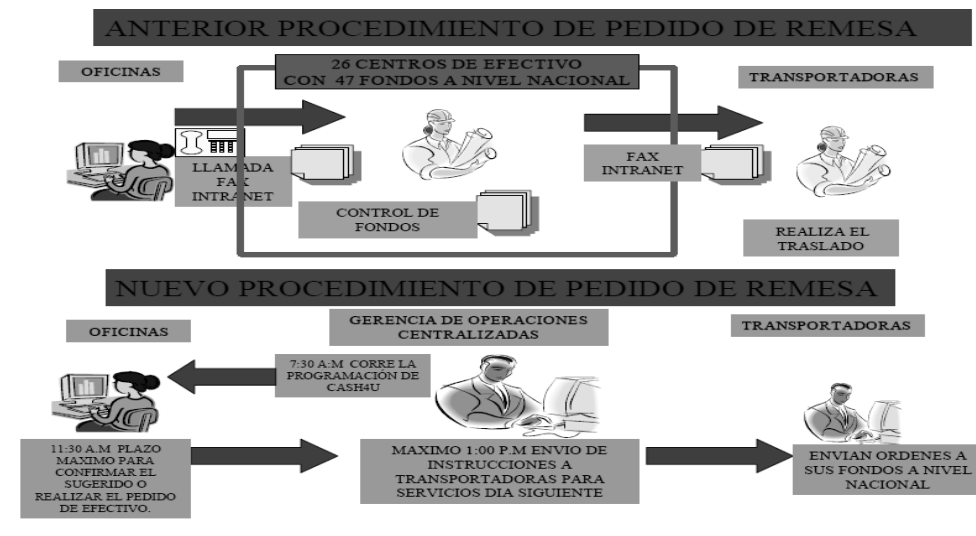 ANTERIOR PROCEDIMIENTO DE PEDIDO DE REMESA
OFICINAS
26 CENTROS DE EFECTIVO
CON 47 FONDOS A NIVEL NACIONAL
TRANSPORTADORAS
LLAMADA
FAX
INTRANET
CONTROL DE
FONDOS
FAX
INTRANET
REALIZA EL
TRASLADO
NUEVO PROCEDIMIENTO DE PEDIDO DE REMESA
OFICINAS
GERENCIA DE OPERACIONES
CENTRALIZADAS
TRANSPORTADORAS
7:30 A:M CORRE LA
PROGRAMACIÓN DE
CASH4U
11:30 A.M PLAZO
MAXIMO PARA
CONFIRMAR EL
SUGERIDO O
REALIZAR EL PEDIDO
DE EFECTIVO.
MAXIMO 1:00 P.M ENVIO DE
INSTRUCCIONES A
TRANSPORTADORAS PARA
SERVICIOS DIA SIGUIENTE
ENVIAN ORDENES A
SUS FONDOS A NIVEL
NACIONAL